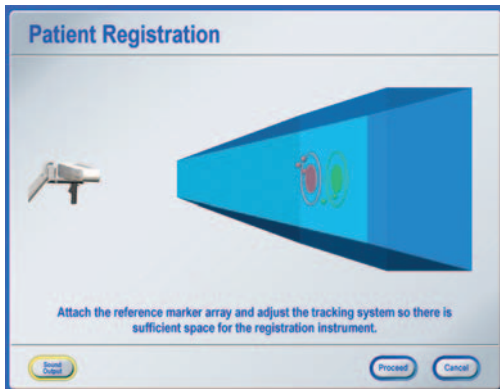 Patient Registration
Attach the reference marker array and adjust the tracking system so there is
sufficient space for the registration instrument.
Sound
Output
Proceed
Cancel